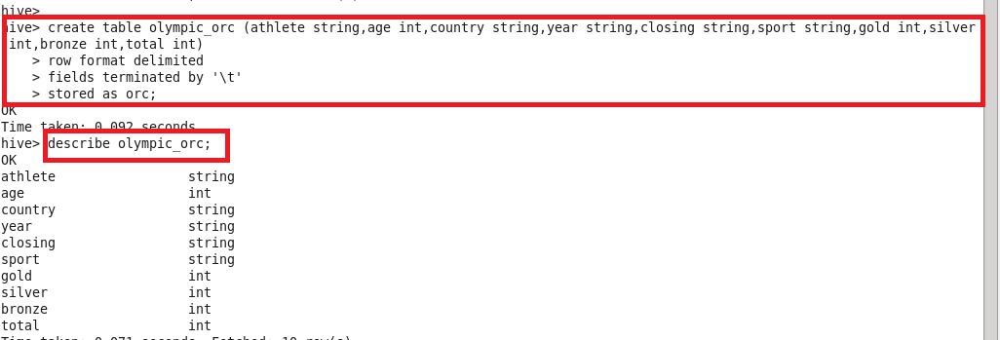 hive>
hive> create table olympic_orc (athlete string,age int,country string,year string,closing string,sport string,gold int,silver
int,bronze int,total int)
> row format delimited
> fields terminated by '\t'
> stored as orc;
OK
Time taken: 0.092 seconds
hive> describe olympic_orc;
OK
athlete string
age int
country string
year string
closing string
sport string
gold int
silver int
bronze int
total int
Time taken: 0.071 seconds, Fetched: 10 row(s)